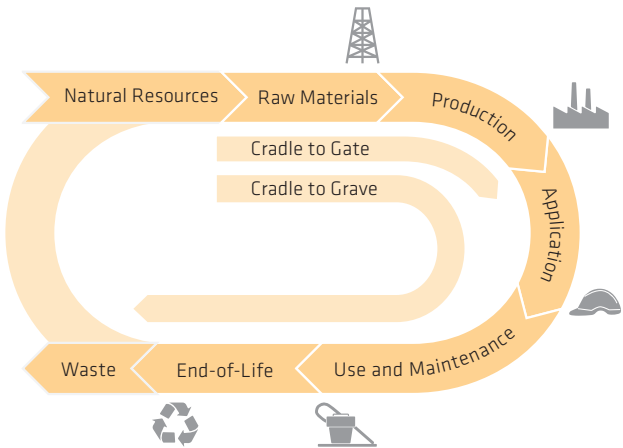 Natural Resources
Raw Materials
Production
Cradle to Gate
Cradle to Grave
Application
Use and Maintenance
End-of-Life
Waste